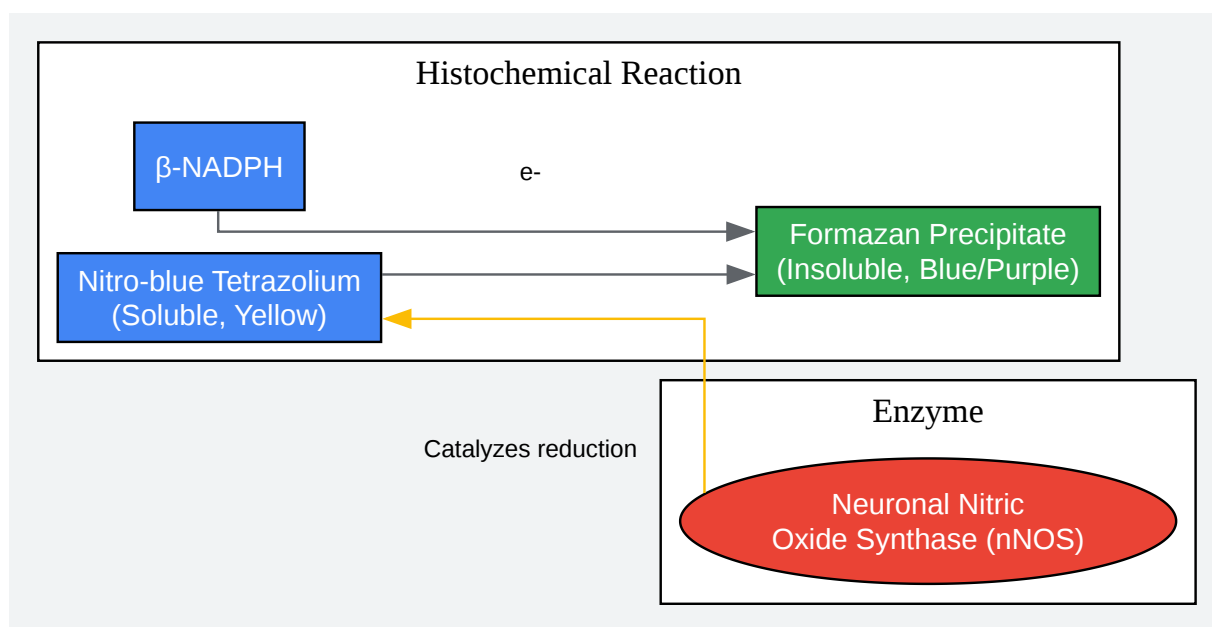 Histochemical Reaction
β-NADPH
e-
Formazan Precipitate
(Insoluble, Blue/Purple)
Nitro-blue Tetrazolium
(Soluble, Yellow)
Enzyme
Catalyzes reduction
Neuronal Nitric
Oxide Synthase (nNOS)